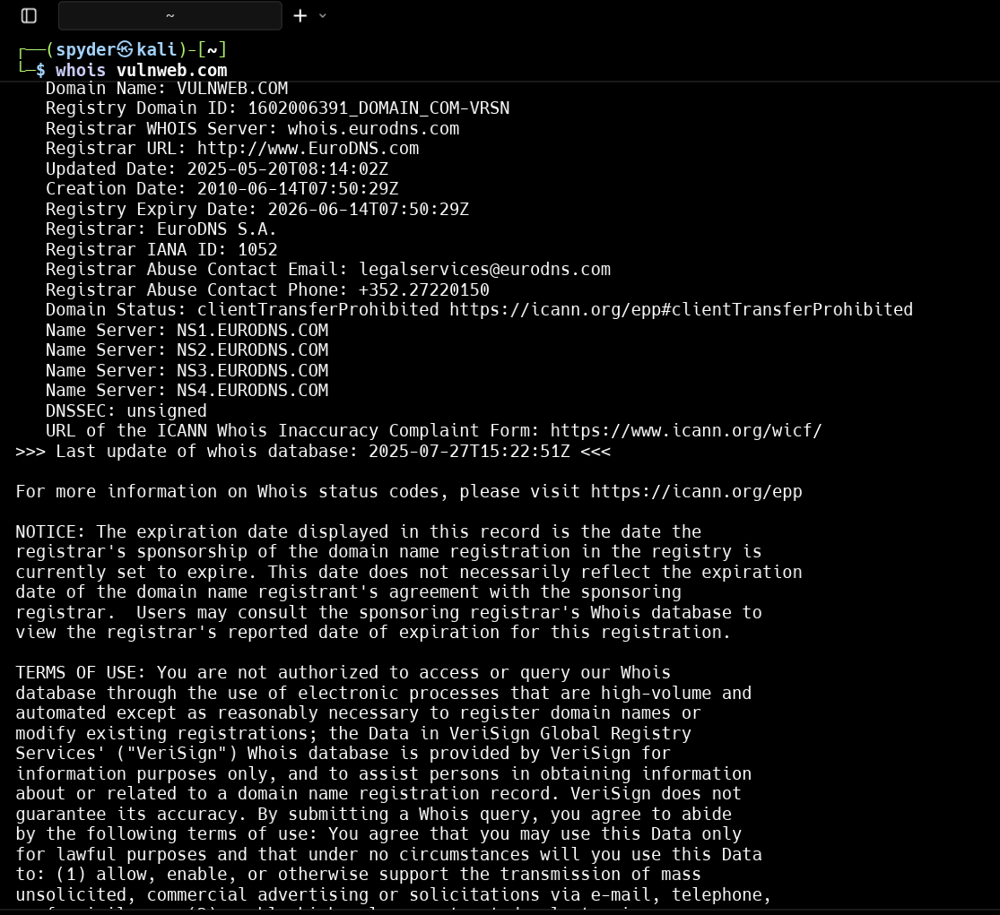 ~
┌──(spyder㉿kali)-[~]
└─$ whois vulnweb.com
Domain Name: VULNWEB.COM
Registry Domain ID: 1602006391_DOMAIN_COM-VRSN
Registrar WHOIS Server: whois.eurodns.com
Registrar URL: http://www.EuroDNS.com
Updated Date: 2025-05-20T08:14:02Z
Creation Date: 2010-06-14T07:50:29Z
Registry Expiry Date: 2026-06-14T07:50:29Z
Registrar: EuroDNS S.A.
Registrar IANA ID: 1052
Registrar Abuse Contact Email: legalservices@eurodns.com
Registrar Abuse Contact Phone: +352.27220150
Domain Status: clientTransferProhibited https://icann.org/epp#clientTransferProhibited
Name Server: NS1.EURODNS.COM
Name Server: NS2.EURODNS.COM
Name Server: NS3.EURODNS.COM
Name Server: NS4.EURODNS.COM
DNSSEC: unsigned
URL of the ICANN Whois Inaccuracy Complaint Form: https://www.icann.org/wicf/
>>> Last update of whois database: 2025-07-27T15:22:51Z <<<
For more information on Whois status codes, please visit https://icann.org/epp
NOTICE: The expiration date displayed in this record is the date the
registrar's sponsorship of the domain name registration in the registry is
currently set to expire. This date does not necessarily reflect the expiration
date of the domain name registrant's agreement with the sponsoring
registrar.  Users may consult the sponsoring registrar's Whois database to
view the registrar's reported date of expiration for this registration.
TERMS OF USE: You are not authorized to access or query our Whois
database through the use of electronic processes that are high-volume and
automated except as reasonably necessary to register domain names or
modify existing registrations; the Data in VeriSign Global Registry
Services' ("VeriSign") Whois database is provided by VeriSign for
information purposes only, and to assist persons in obtaining information
about or related to a domain name registration record. VeriSign does not
guarantee its accuracy. By submitting a Whois query, you agree to abide
by the following terms of use: You agree that you may use this Data only
for lawful purposes and that under no circumstances will you use this Data
to: (1) allow, enable, or otherwise support the transmission of mass
unsolicited, commercial advertising or solicitations via e-mail, telephone,